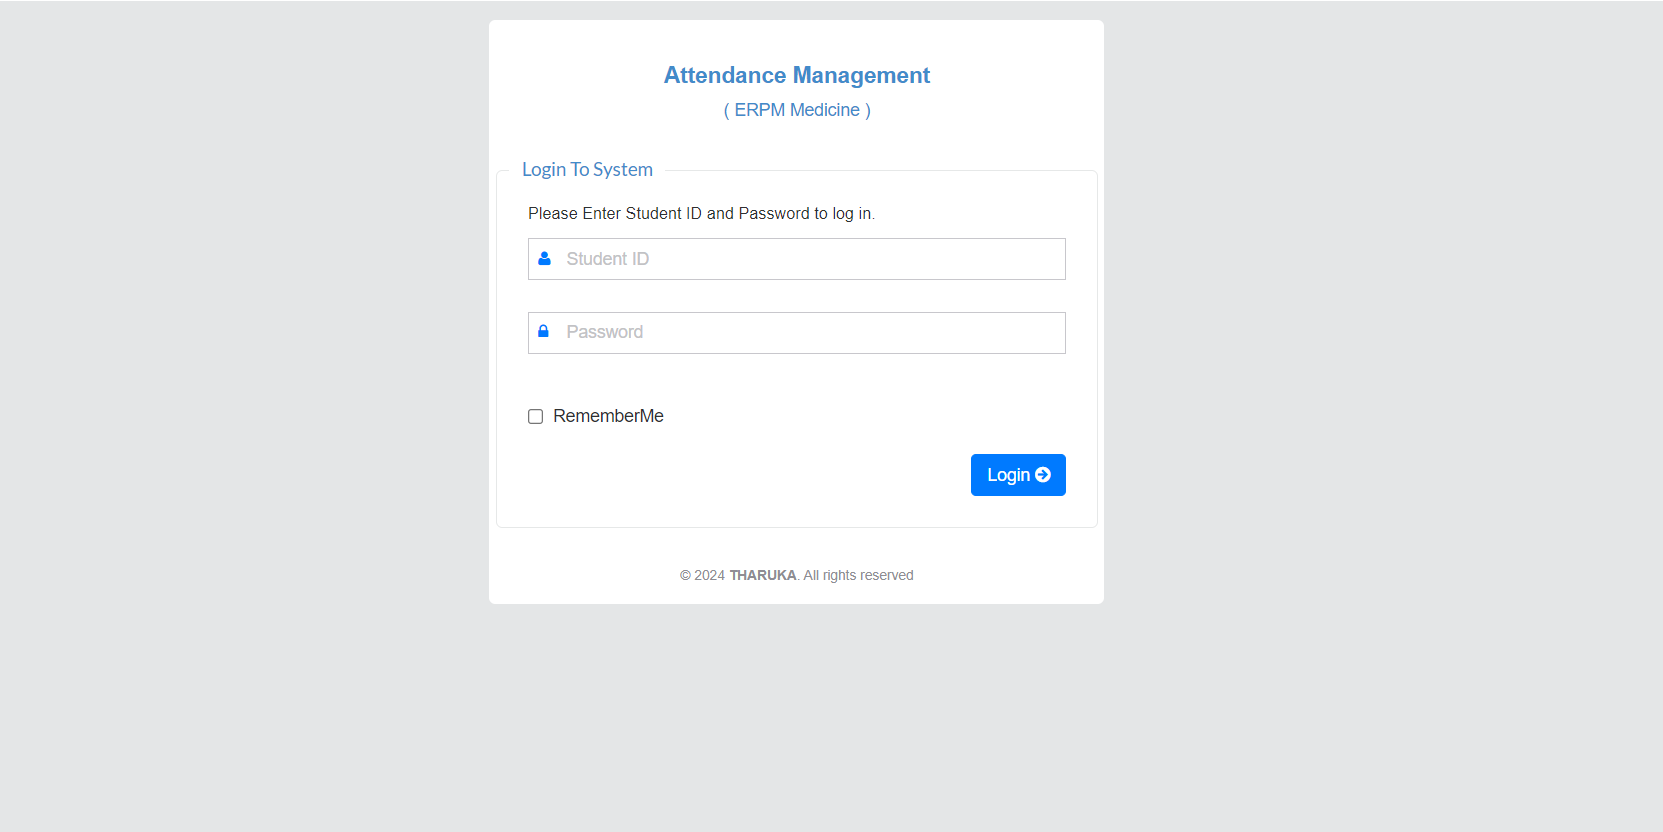 Attendance Management
( ERPM Medicine )
Login To System
Please Enter Student ID and Password to log in.
Student ID
Password
RememberMe
Login
© 2024 THARUKA. All rights reserved